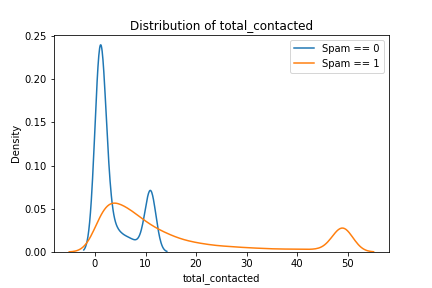 Distribution of total_contacted
Spam == 0
Spam == 1
Density
0.25
0.20
0.15
0.10
0.05
0.00
0 10 20 30 40 50
total_contacted